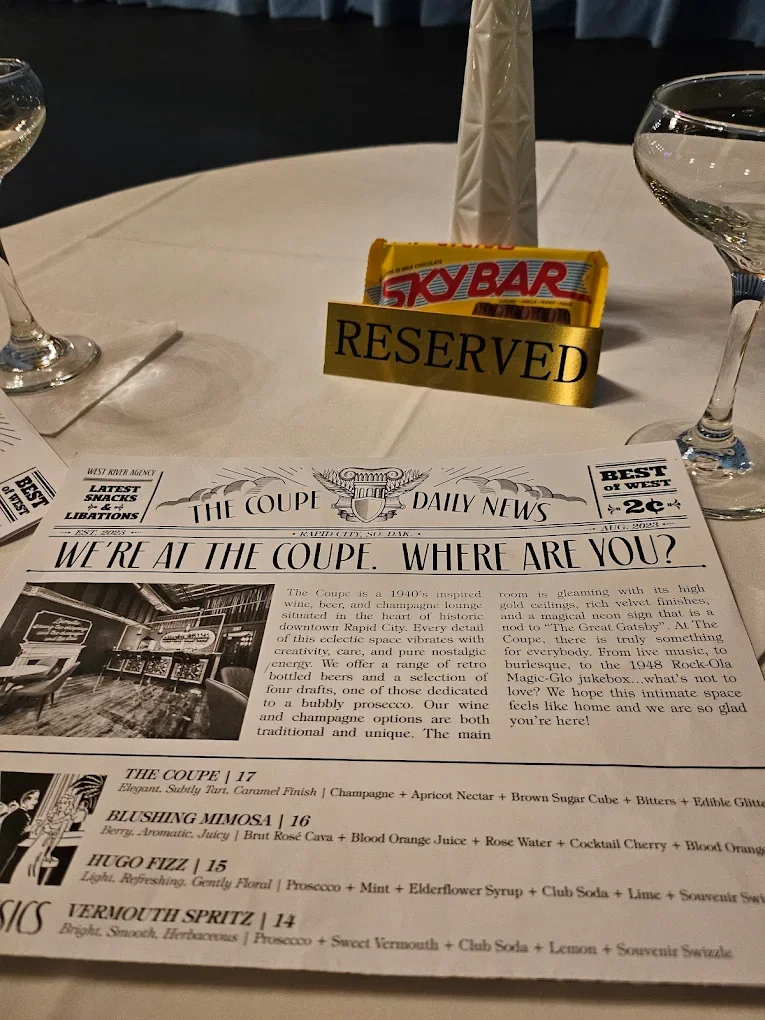 SKY BAR
RESERVED
WEST RIVER AGENCY
LATEST
SNACKS
&
LIBATIONS
THE COUPE DAILY NEWS
BEST
of WEST
2¢
EST. 2023
RAPID CITY, SO. DAK.
AUG. 2023
WE'RE AT THE COUPE. WHERE ARE YOU?
The Coupe is a 1940's inspired
wine, beer, and champagne lounge
situated in the heart of historic
downtown Rapid City. Every detail
of this eclectic space vibrates with
creativity, care, and pure nostalgic
energy. We offer a range of retro
bottled beers and a selection of
four drafts, one of those dedicated
to a bubbly prosecco. Our wine
and champagne options are both
traditional and unique. The main
room is gleaming with its high
gold ceilings, rich velvet finishes,
and a magical neon sign that is a
nod to "The Great Gatsby". At The
Coupe, there is truly something
for everybody. From live music, to
burlesque, to the 1948 Rock-Ola
Magic-Glo jukebox...what's not to
love? We hope this intimate space
feels like home and we are so glad
you're here!
THE COUPE | 17
Elegant, Subtly Tart, Caramel Finish | Champagne + Apricot Nectar + Brown Sugar Cube + Bitters + Edible Glitte
BLUSHING MIMOSA | 16
Berry, Aromatic, Juicy | Brut Rosé Cava + Blood Orange Juice + Rose Water + Cocktail Cherry + Blood Orang
HUGO FIZZ | 15
Light, Refreshing, Gently Floral | Prosecco + Mint + Elderflower Syrup + Club Soda + Lime + Souvenir Swi
SICS
VERMOUTH SPRITZ | 14
Bright, Smooth, Herbaceous | Prosecco + Sweet Vermouth + Club Soda + Lemon + Souvenir Swizzle
BEST
of WEST